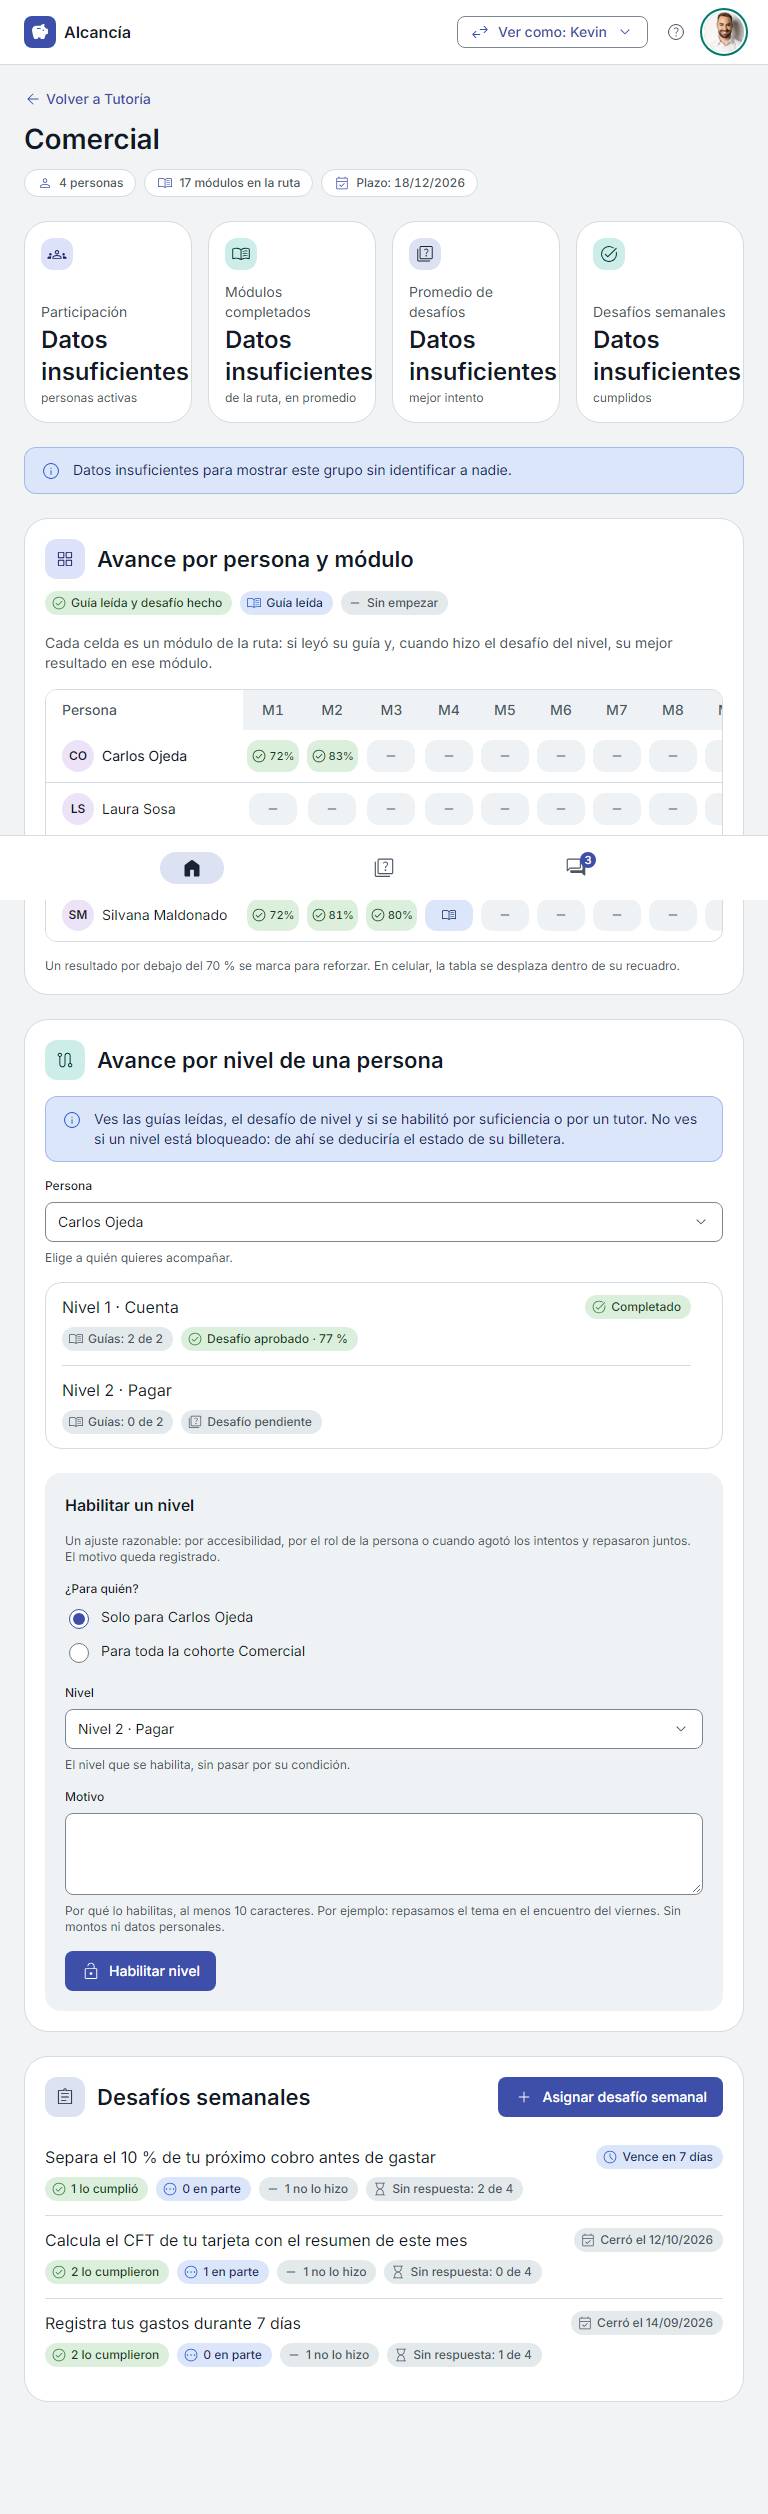 Alcancía
Ver como: Kevin
Volver a Tutoría
Comercial
4 personas
17 módulos en la ruta
Plazo: 18/12/2026
Participación
Datos
insuficientes
personas activas
Módulos
completados
Datos
insuficientes
de la ruta, en promedio
Promedio de
desafíos
Datos
insuficientes
mejor intento
Desafíos semanales
Datos
insuficientes
cumplidos
Datos insuficientes para mostrar este grupo sin identificar a nadie.
Avance por persona y módulo
Guía leída y desafío hecho
Guía leída
Sin empezar
Cada celda es un módulo de la ruta: si leyó su guía y, cuando hizo el desafío del nivel, su mejor
resultado en ese módulo.
Persona M1 M2 M3 M4 M5 M6 M7 M8
CO Carlos Ojeda 72% 83% – – – – – –
LS Laura Sosa – – – – – – – –
3
SM Silvana Maldonado 72% 81% 80% – – – –
Un resultado por debajo del 70 % se marca para reforzar. En celular, la tabla se desplaza dentro de su recuadro.
Avance por nivel de una persona
Ves las guías leídas, el desafío de nivel y si se habilitó por suficiencia o por un tutor. No ves
si un nivel está bloqueado: de ahí se deduciría el estado de su billetera.
Persona
Carlos Ojeda
Elige a quién quieres acompañar.
Nivel 1 · Cuenta
Completado
Guías: 2 de 2
Desafío aprobado · 77 %
Nivel 2 · Pagar
Guías: 0 de 2
Desafío pendiente
Habilitar un nivel
Un ajuste razonable: por accesibilidad, por el rol de la persona o cuando agotó los intentos y repasaron juntos.
El motivo queda registrado.
¿Para quién?
Solo para Carlos Ojeda
Para toda la cohorte Comercial
Nivel
Nivel 2 · Pagar
El nivel que se habilita, sin pasar por su condición.
Motivo
Por qué lo habilitas, al menos 10 caracteres. Por ejemplo: repasamos el tema en el encuentro del viernes. Sin
montos ni datos personales.
Habilitar nivel
Desafíos semanales
Asignar desafío semanal
Separa el 10 % de tu próximo cobro antes de gastar
Vence en 7 días
1 lo cumplió
0 en parte
1 no lo hizo
Sin respuesta: 2 de 4
Calcula el CFT de tu tarjeta con el resumen de este mes
Cerró el 12/10/2026
2 lo cumplieron
1 en parte
1 no lo hizo
Sin respuesta: 0 de 4
Registra tus gastos durante 7 días
Cerró el 14/09/2026
2 lo cumplieron
0 en parte
1 no lo hizo
Sin respuesta: 1 de 4